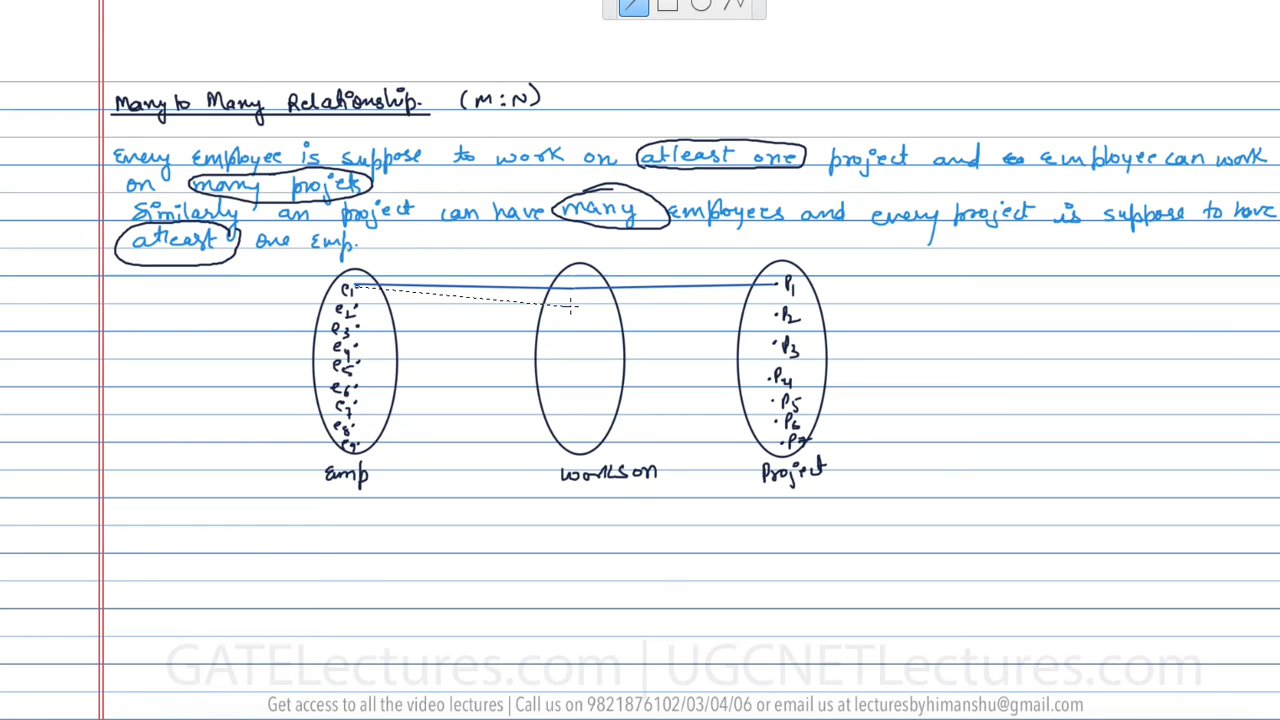 Many to Many Relationship. (M:N)
Every employee is suppose to work on atleast one project and employee can work
on many projets
Similarly an project can have many employees and every project is suppose to have
atleast one Emp.
e1 P1
e2 P2
e3 P3
e4 P4
e5 P5
e6 P6
e7 P7
e8
e9
Emp workson Project
GATELectures.com | UGCNETLectures.com
Get access to all the video lectures | Call us on 9821876102/03/04/06 or email us at lecturesbyhimanshu@gmail.com